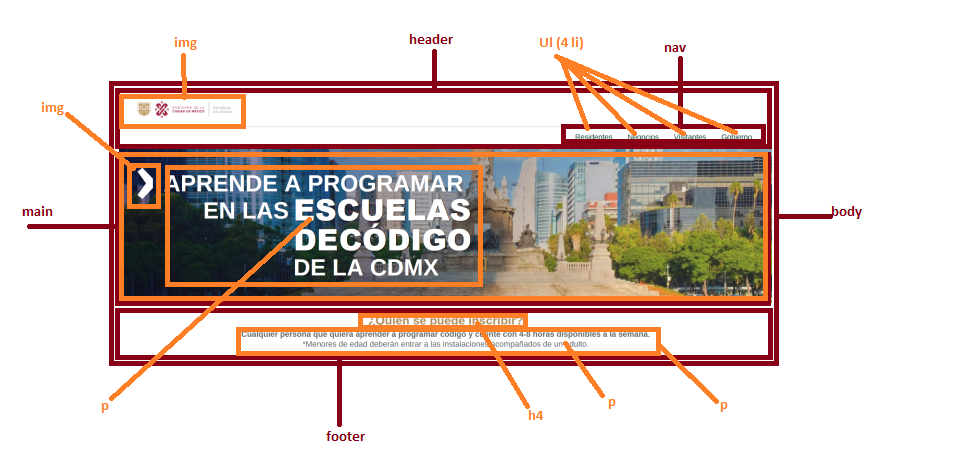 header
img
Ul (4 li)
nav
img
GOBIERNO DE LA
CIUDAD DE MÉXICO
Residentes Negocios Visitantes Gobierno
APRENDE A PROGRAMAR
EN LAS ESCUELAS
DECÓDIGO
DE LA CDMX
main
body
¿Quién se puede inscribir?
Cualquier persona que quiera aprender a programar código y cuente con 4-8 horas disponibles a la semana.
*Menores de edad deberán entrar a las instalaciones acompañados de un adulto.
p
h4
p
p
footer